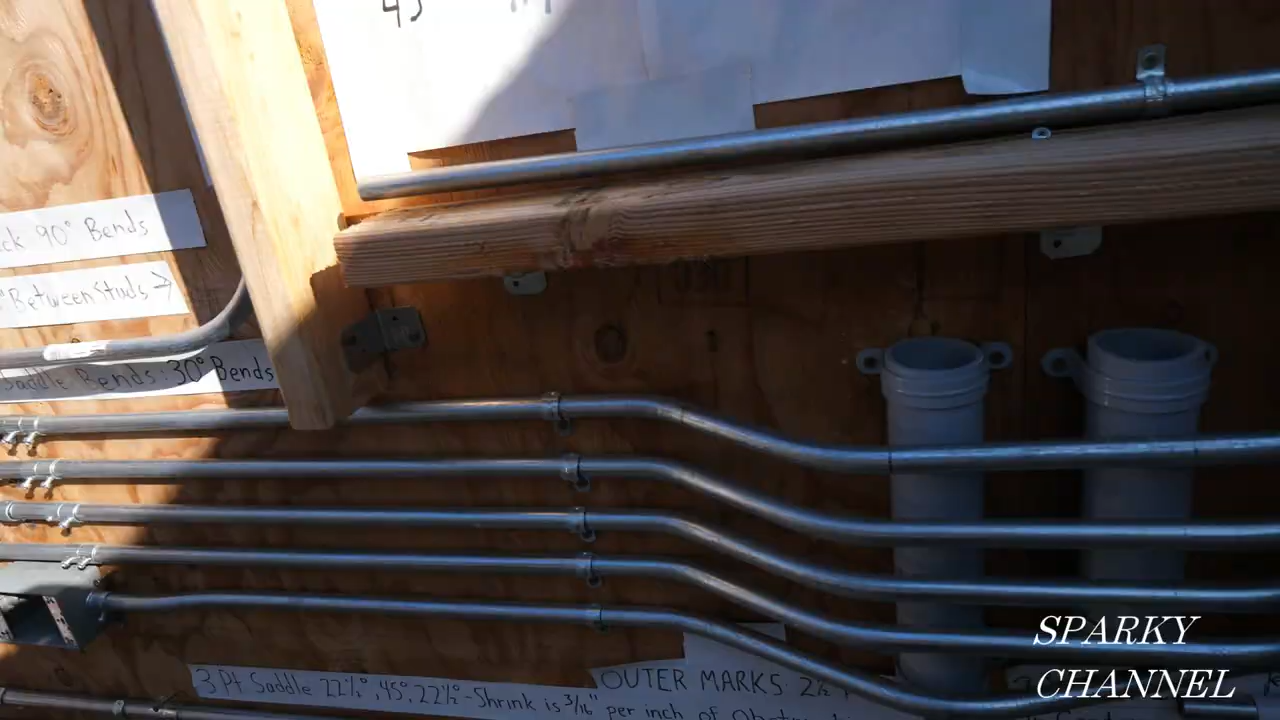 45°
90° Bends
"Between Studs →
Saddle Bends: 30° Bends
3 Pt Saddle 22½°, 45°, 22½° - Shrink is 3/16" per inch of
OUTER MARKS: 2½
SPARKY
CHANNEL